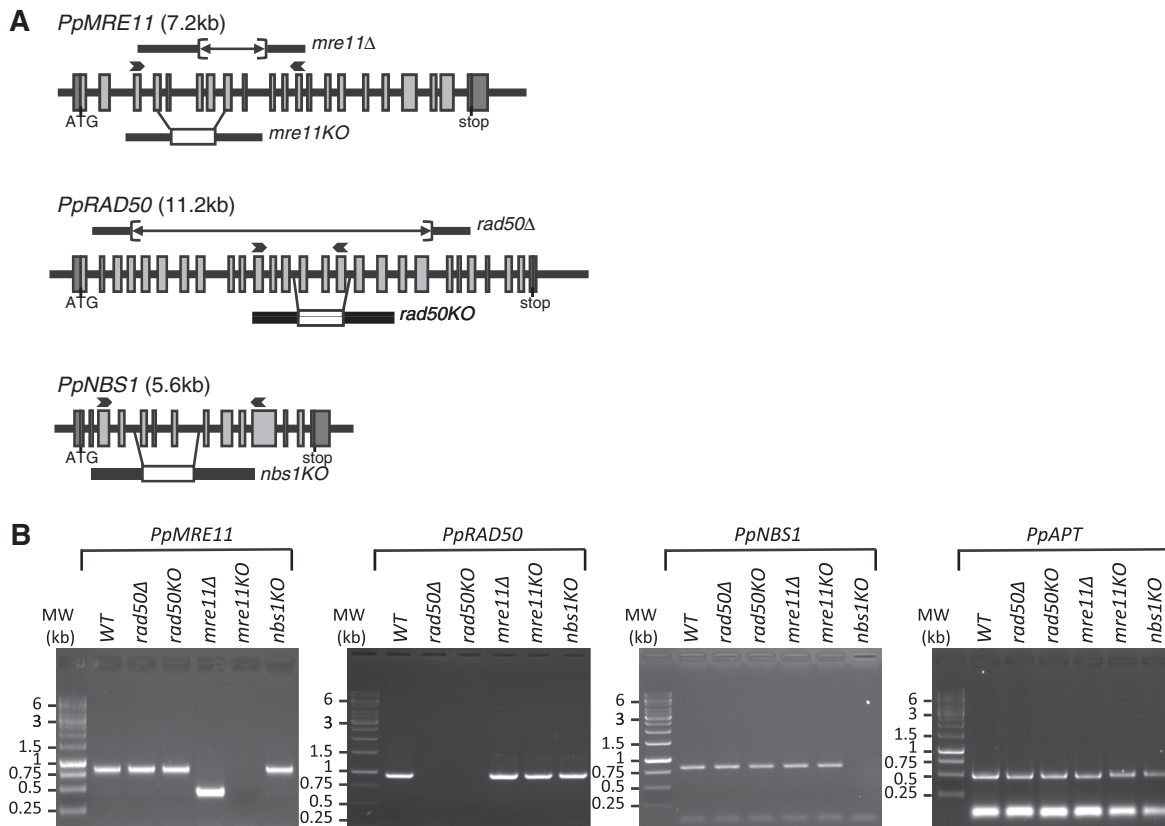 A
PpMRE11 (7.2kb)
mre11Δ
ATG
stop
mre11KO
PpRAD50 (11.2kb)
rad50Δ
ATG
stop
rad50KO
PpNBS1 (5.6kb)
ATG
stop
nbs1KO
B
PpMRE11
MW
(kb)
WT
rad50Δ
rad50KO
mre11Δ
mre11KO
nbs1KO
6
3
1.5
1
0.75
0.5
0.25
PpRAD50
MW
(kb)
WT
rad50Δ
rad50KO
mre11Δ
mre11KO
nbs1KO
6
3
1.5
1
0.75
0.5
0.25
PpNBS1
MW
(kb)
WT
rad50Δ
rad50KO
mre11Δ
mre11KO
nbs1KO
6
3
1.5
1
0.75
0.5
0.25
PpAPT
MW
(kb)
WT
rad50Δ
rad50KO
mre11Δ
mre11KO
nbs1KO
6
3
1.5
1
0.75
0.5
0.25